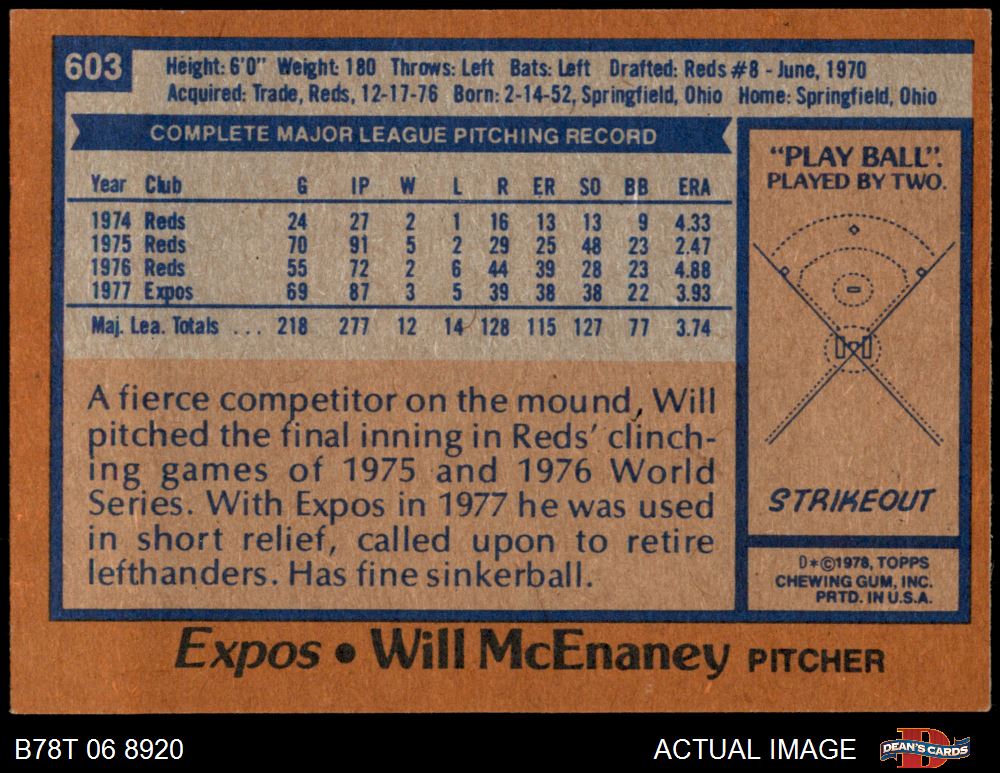 603
Height: 6'0" Weight: 180 Throws: Left Bats: Left Drafted: Reds #8 - June, 1970
Acquired: Trade, Reds, 12-17-76 Born: 2-14-52, Springfield, Ohio Home: Springfield, Ohio
COMPLETE MAJOR LEAGUE PITCHING RECORD
Year Club G IP W L R ER SO BB ERA
1974 Reds 24 27 2 1 16 13 13 9 4.33
1975 Reds 70 91 5 2 29 25 48 23 2.47
1976 Reds 55 72 2 6 44 39 28 23 4.88
1977 Expos 69 87 3 5 39 38 38 22 3.93
Maj. Lea. Totals ... 218 277 12 14 128 115 127 77 3.74
A fierce competitor on the mound, Will
pitched the final inning in Reds' clinch-
ing games of 1975 and 1976 World
Series. With Expos in 1977 he was used
in short relief, called upon to retire
lefthanders. Has fine sinkerball.
"PLAY BALL".
PLAYED BY TWO.
STRIKEOUT
D*©1978, TOPPS
CHEWING GUM, INC.
PRTD. IN U.S.A.
Expos • Will McEnaney PITCHER
B78T 06 8920
ACTUAL IMAGE
DEAN'S CARDS